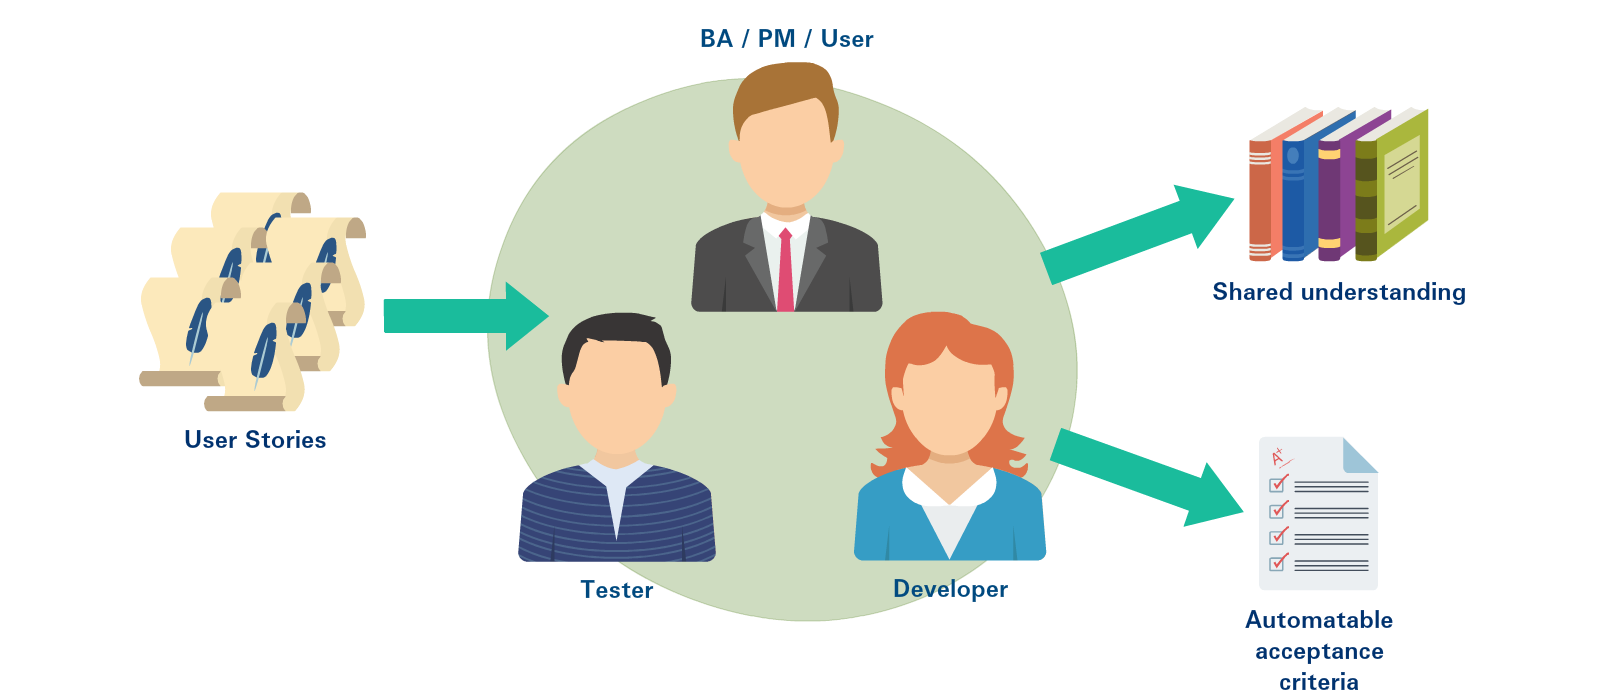 BA / PM / User
User Stories
Tester
Developer
Shared understanding
A+
Automatable
acceptance
criteria